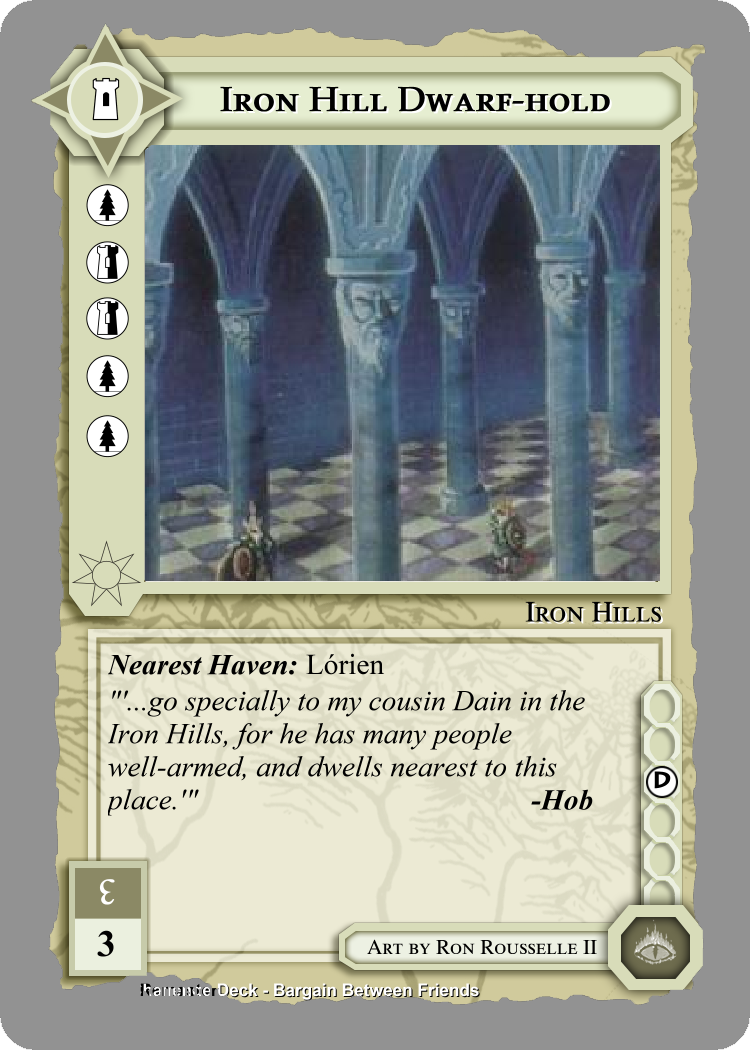 Iron Hill Dwarf-hold
Iron Hills
Nearest Haven: Lórien
"'...go specially to my cousin Dain in the
Iron Hills, for he has many people
well-armed, and dwells nearest to this
place.'" -Hob
D
3
Art by Ron Rousselle II
Deck - Bargain Between Friends